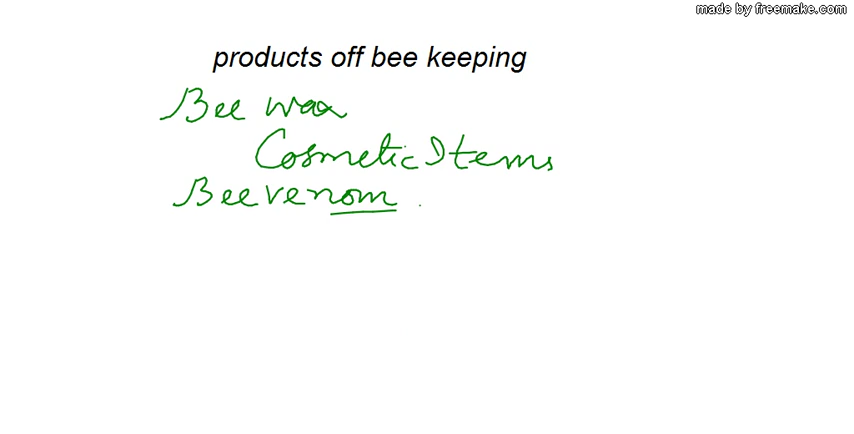 made by freemake.com
products off bee keeping
Bee wax
Cosmetic Items
Bee venom